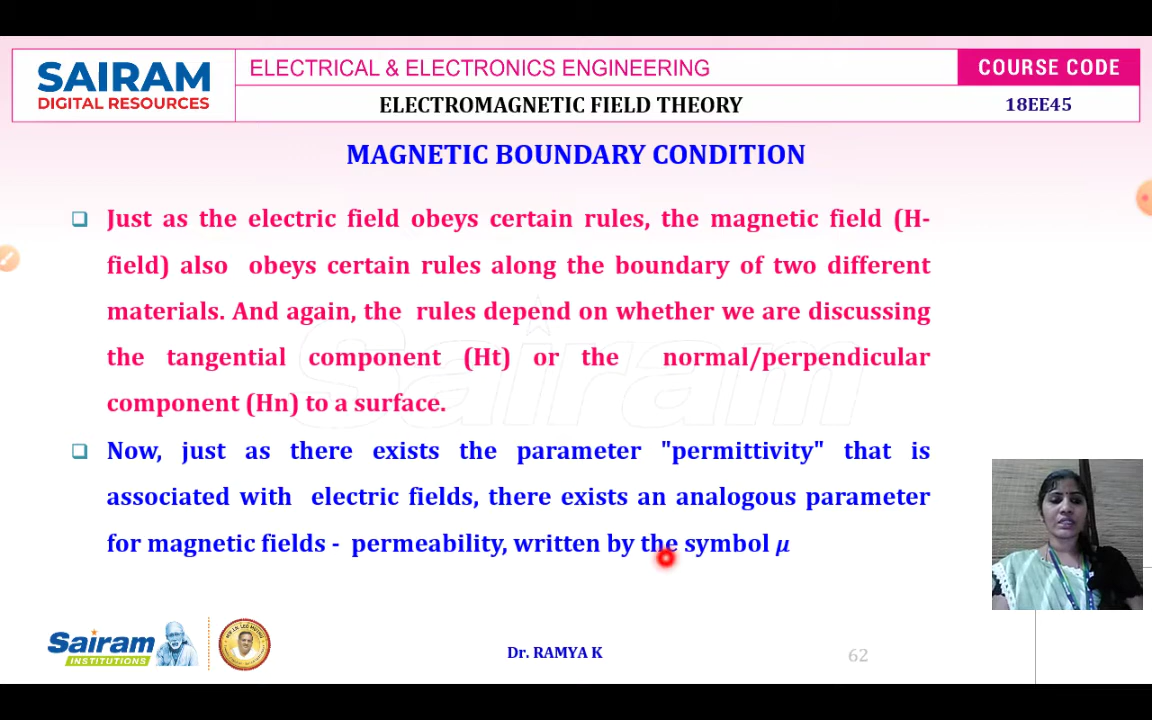 SAIRAM
DIGITAL RESOURCES
ELECTRICAL & ELECTRONICS ENGINEERING
COURSE CODE
ELECTROMAGNETIC FIELD THEORY
18EE45
MAGNETIC BOUNDARY CONDITION
Just as the electric field obeys certain rules, the magnetic field (H-
field) also obeys certain rules along the boundary of two different
materials. And again, the rules depend on whether we are discussing
the tangential component (Ht) or the normal/perpendicular
component (Hn) to a surface.
Now, just as there exists the parameter "permittivity" that is
associated with electric fields, there exists an analogous parameter
for magnetic fields - permeability, written by the symbol μ
Sairam
Sairam
INSTITUTIONS
Dr. RAMYA K
62